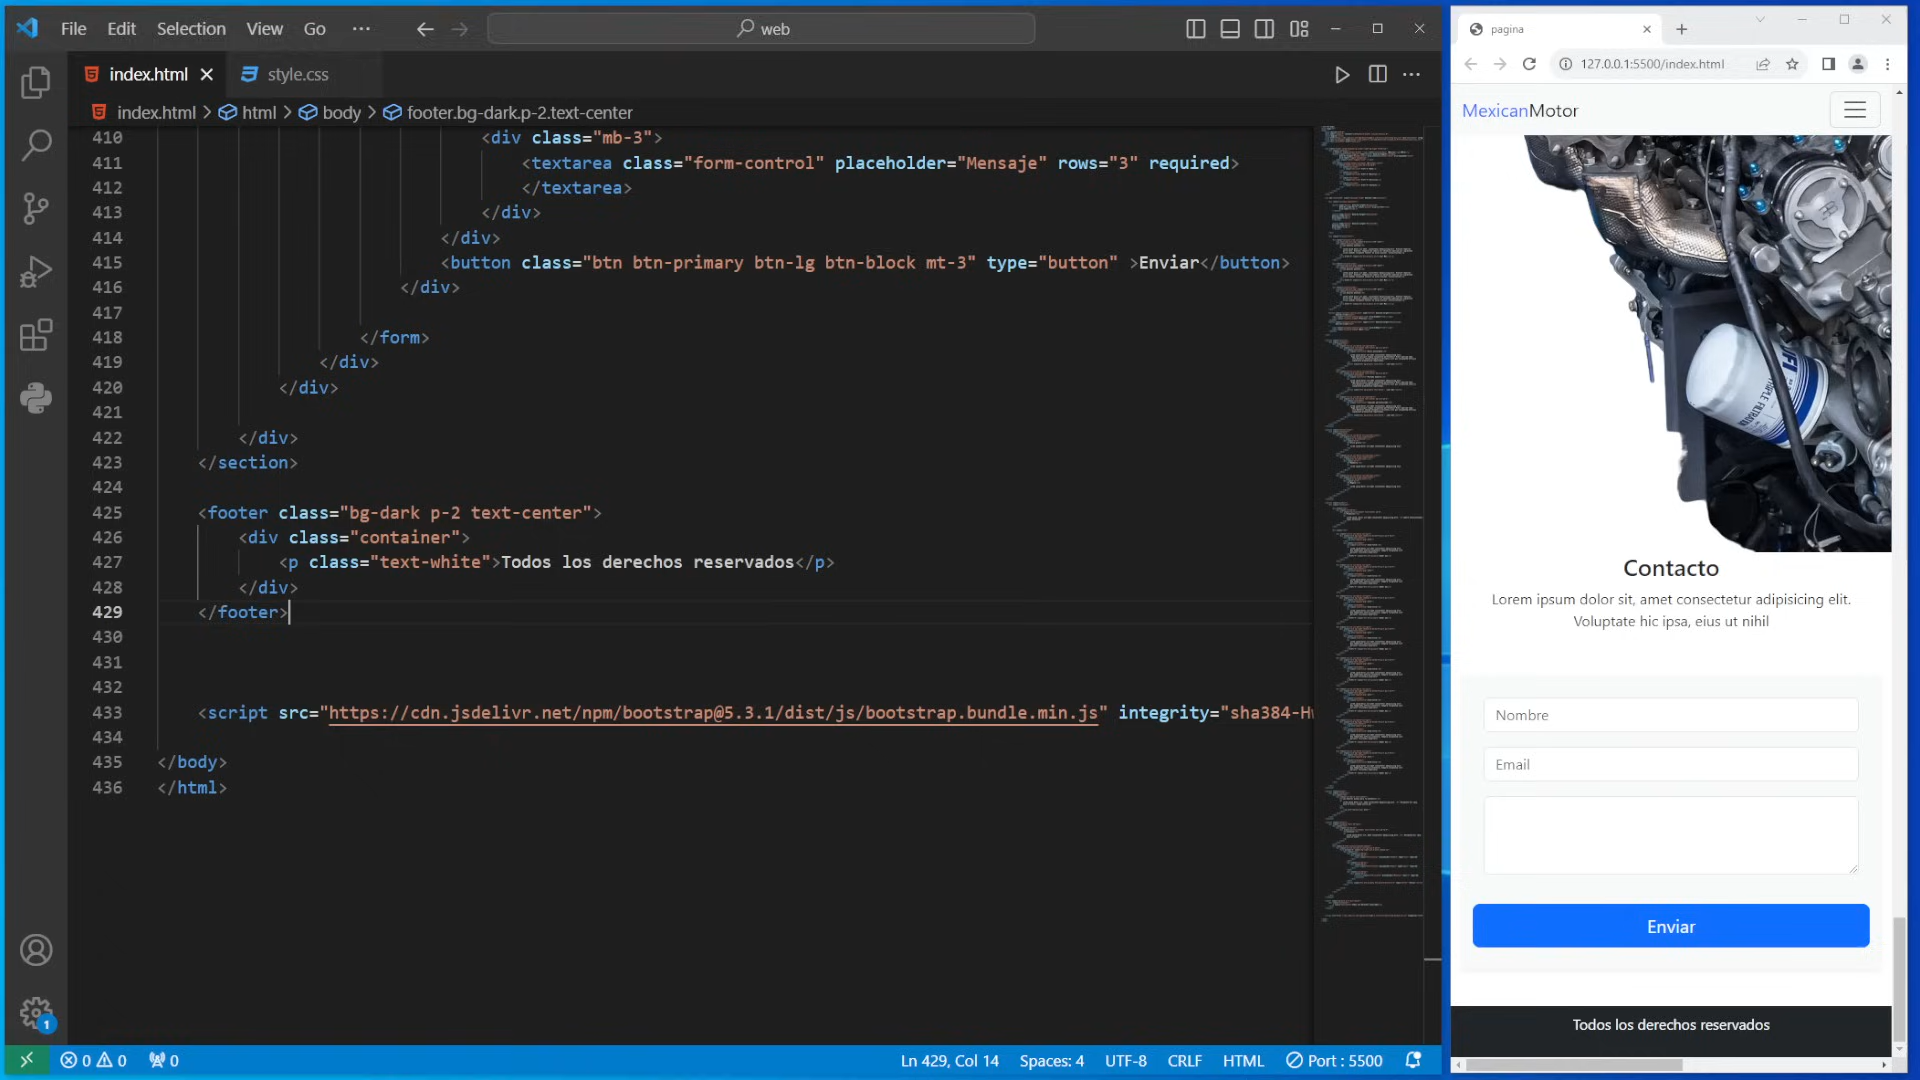 File Edit Selection View Go ··· web
index.html style.css
index.html > html > body > footer.bg-dark.p-2.text-center
410 <div class="mb-3">
411 <textarea class="form-control" placeholder="Mensaje" rows="3" required>
412 </textarea>
413 </div>
414 </div>
415 <button class="btn btn-primary btn-lg btn-block mt-3" type="button" >Enviar</button>
416 </div>
417
418 </form>
419 </div>
420 </div>
421
422 </div>
423 </section>
424
425 <footer class="bg-dark p-2 text-center">
426 <div class="container">
427 <p class="text-white">Todos los derechos reservados</p>
428 </div>
429 </footer>
430
431
432
433 <script src="https://cdn.jsdelivr.net/npm/bootstrap@5.3.1/dist/js/bootstrap.bundle.min.js" integrity="sha384-Hw
434
435 </body>
436 </html>
0 0 0 Ln 429, Col 14 Spaces: 4 UTF-8 CRLF HTML Port : 5500
1
pagina
127.0.0.1:5500/index.html
MexicanMotor
Contacto
Lorem ipsum dolor sit, amet consectetur adipisicing elit.
Voluptate hic ipsa, eius ut nihil
Nombre
Email
Enviar
Todos los derechos reservados